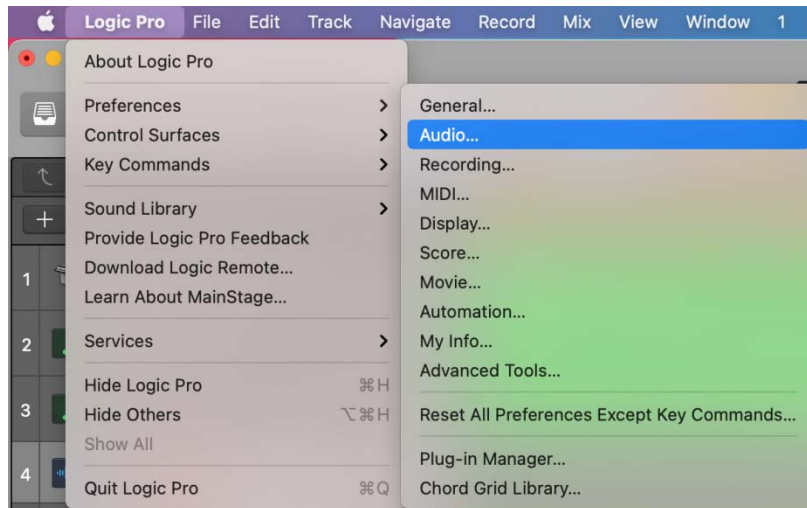 Logic Pro File Edit Track Navigate Record Mix View Window 1
About Logic Pro
Preferences
Control Surfaces
Key Commands
Sound Library
Provide Logic Pro Feedback
Download Logic Remote...
Learn About MainStage...
Services
Hide Logic Pro ⌘H
Hide Others ⌥⌘H
Show All
Quit Logic Pro ⌘Q
General...
Audio...
Recording...
MIDI...
Display...
Score...
Movie...
Automation...
My Info...
Advanced Tools...
Reset All Preferences Except Key Commands...
Plug-in Manager...
Chord Grid Library...
1
2
3
4